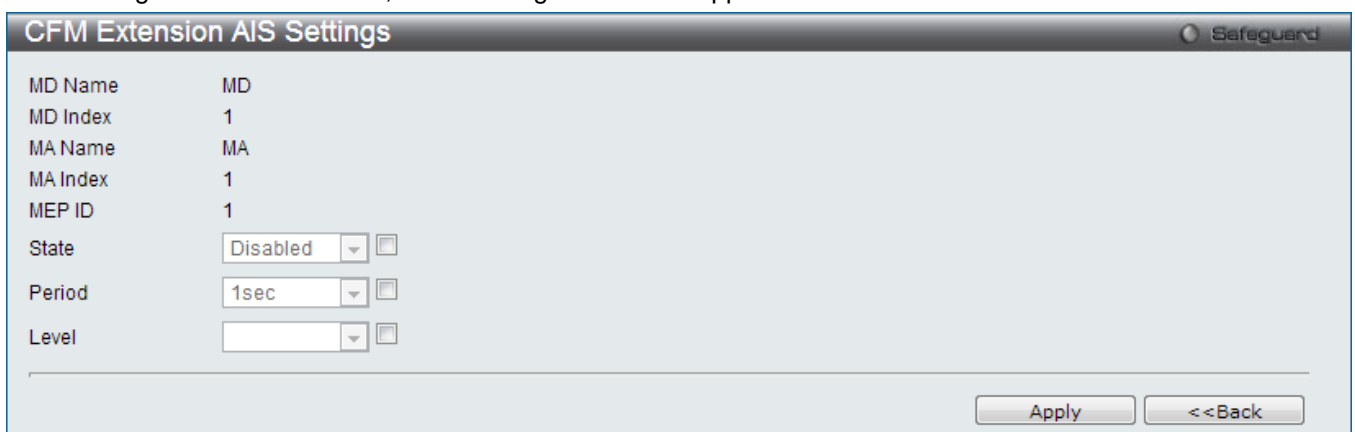 CFM Extension AIS Settings
Safeguard
MD Name MD
MD Index 1
MA Name MA
MA Index 1
MEP ID 1
State Disabled
Period 1sec
Level
Apply <<Back